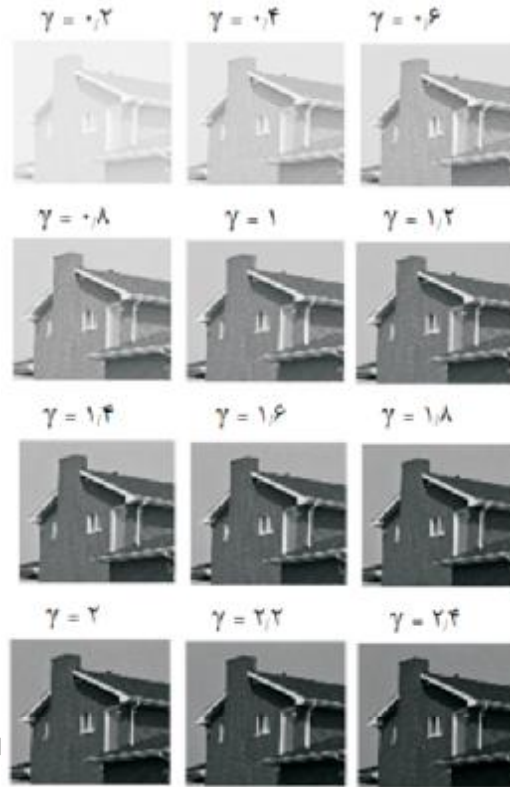 γ = ۰٫۲ γ = ۰٫۴ γ = ۰٫۶
γ = ۰٫۸ γ = ۱ γ = ۱٫۲
γ = ۱٫۴ γ = ۱٫۶ γ = ۱٫۸
γ = ۲ γ = ۲٫۲ γ = ۲٫۴